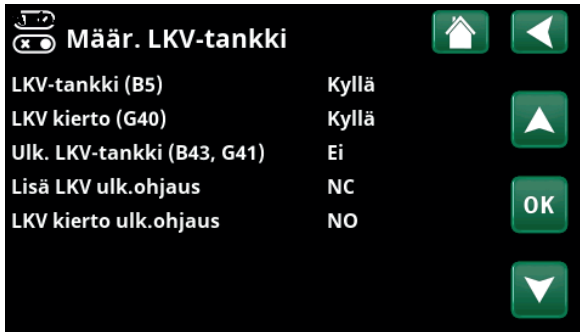 Määr. LKV-tankki
LKV-tankki (B5) Kyllä
LKV kierto (G40) Kyllä
Ulk. LKV-tankki (B43, G41) Ei
Lisä LKV ulk.ohjaus NC
LKV kierto ulk.ohjaus NO
OK